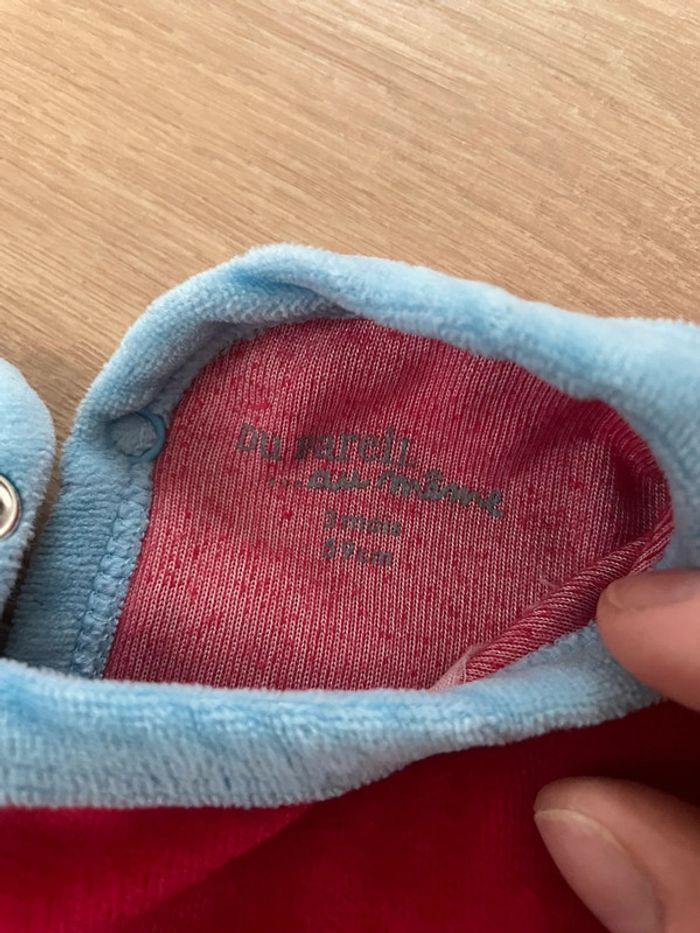 DU PAREIL
...au même
3 mois
59cm